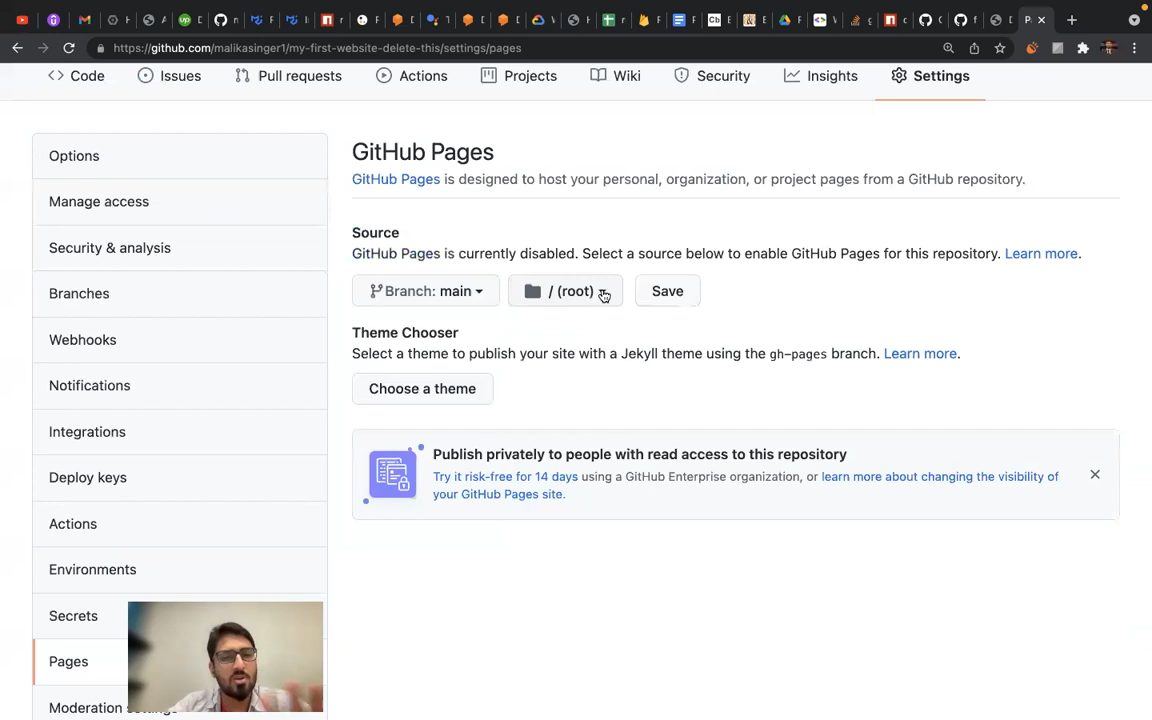 https://github.com/malikasinger1/my-first-website-delete-this/settings/pages
Code
Issues
Pull requests
Actions
Projects
Wiki
Security
Insights
Settings
Options
Manage access
Security & analysis
Branches
Webhooks
Notifications
Integrations
Deploy keys
Actions
Environments
Secrets
Pages
Moderation settings
GitHub Pages
GitHub Pages is designed to host your personal, organization, or project pages from a GitHub repository.
Source
GitHub Pages is currently disabled. Select a source below to enable GitHub Pages for this repository. Learn more.
Branch: main
/ (root)
Save
Theme Chooser
Select a theme to publish your site with a Jekyll theme using the gh-pages branch. Learn more.
Choose a theme
Publish privately to people with read access to this repository
Try it risk-free for 14 days using a GitHub Enterprise organization, or learn more about changing the visibility of
your GitHub Pages site.